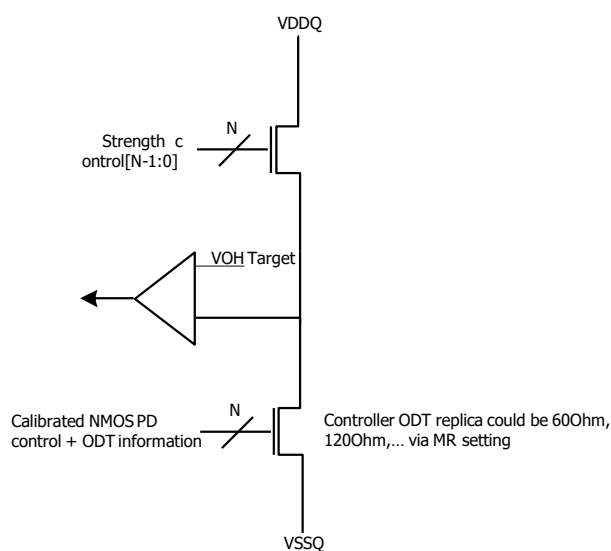 VDDQ
N
Strength c
ontrol[N-1:0]
VOH Target
N
Calibrated NMOS PD
control + ODT information
Controller ODT replica could be 60Ohm,
120Ohm,... via MR setting
VSSQ